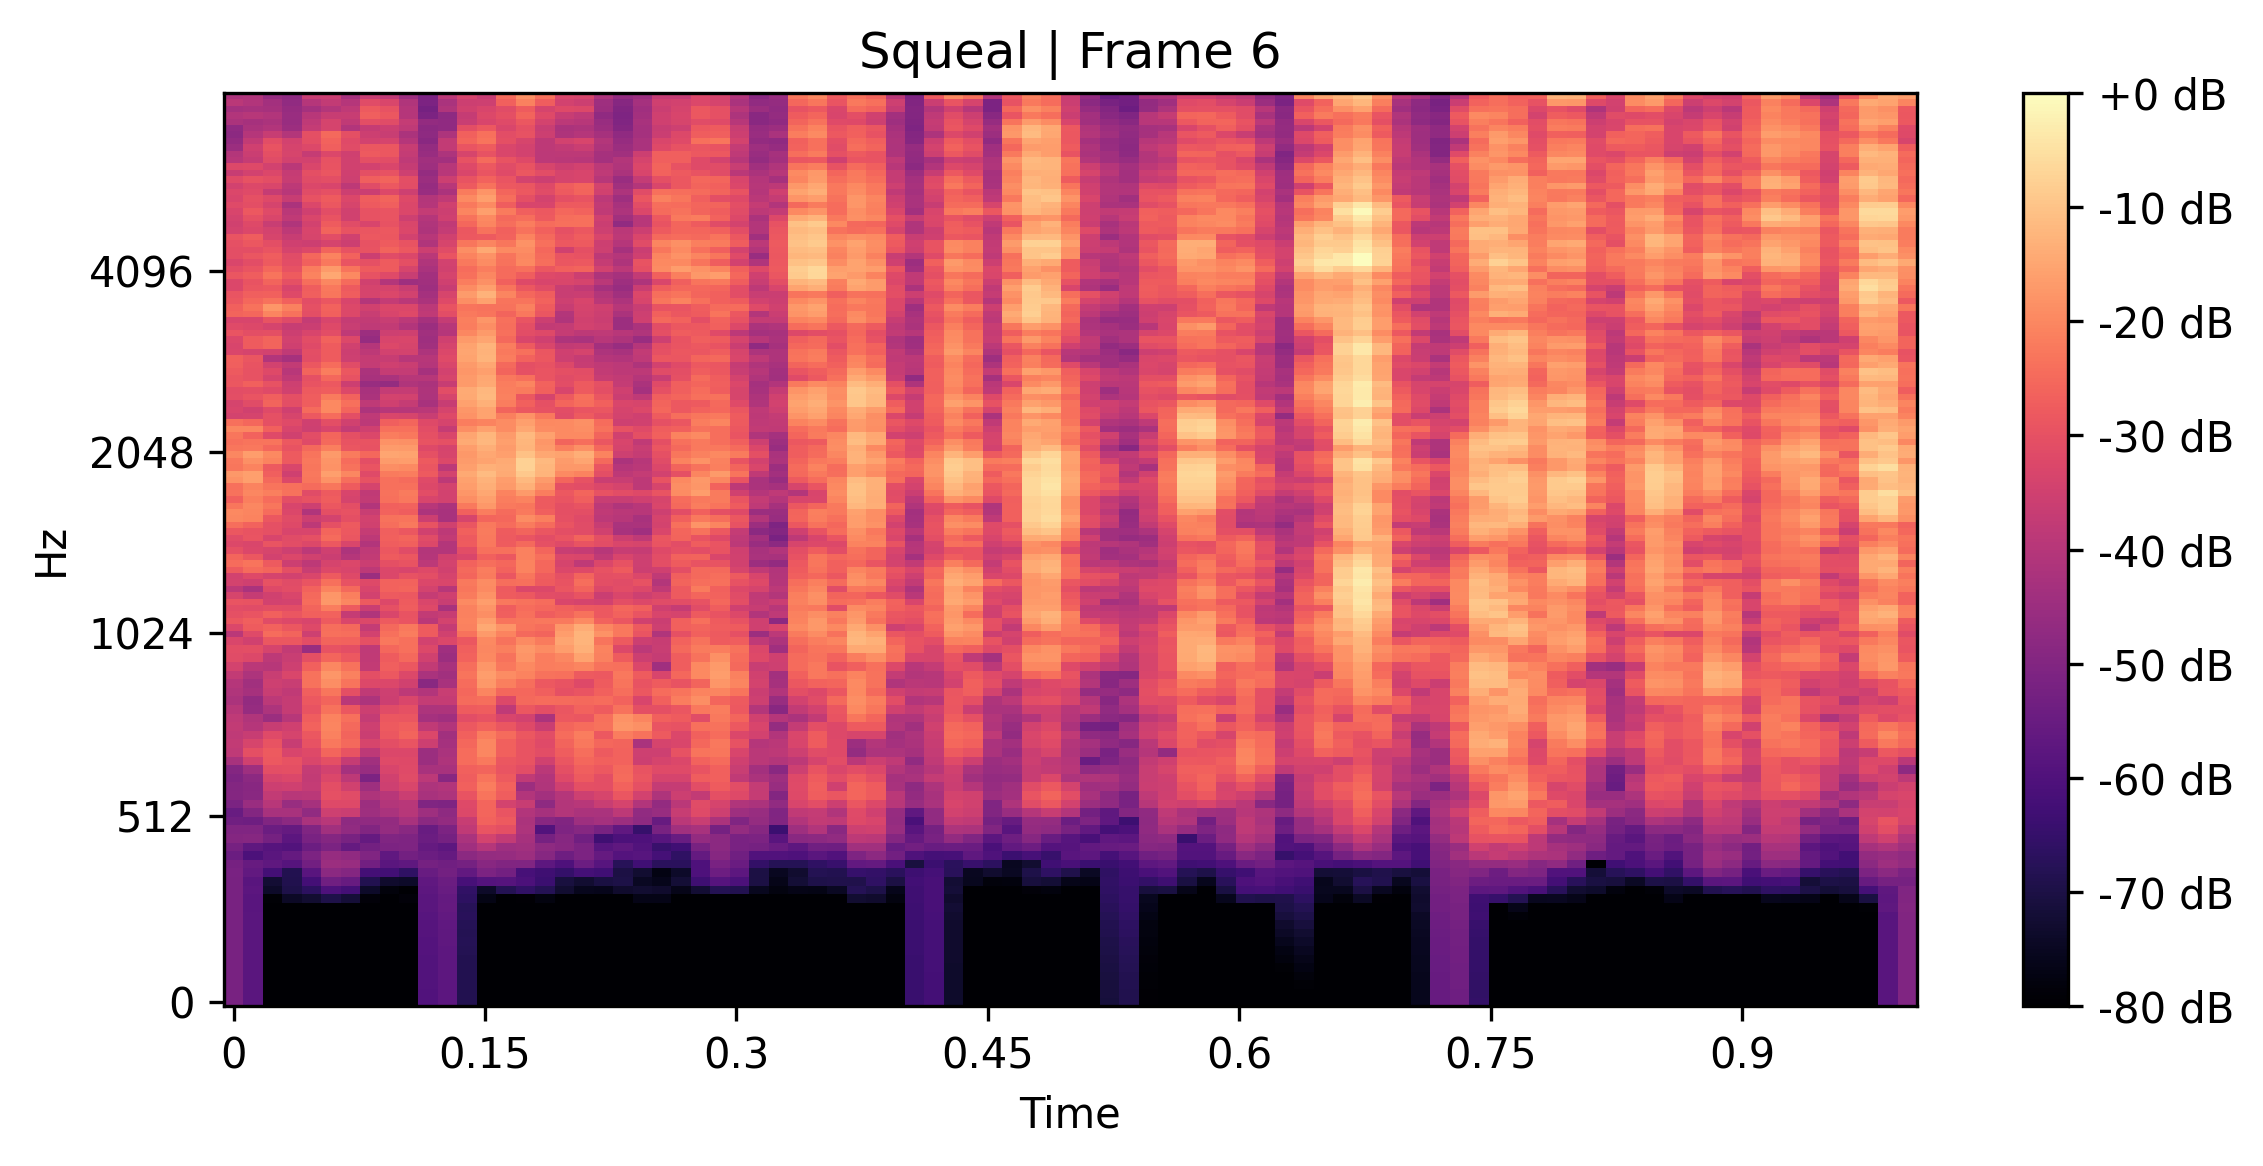 Squeal | Frame 6
Hz
4096
2048
1024
512
0
0 0.15 0.3 0.45 0.6 0.75 0.9
Time
+0 dB
-10 dB
-20 dB
-30 dB
-40 dB
-50 dB
-60 dB
-70 dB
-80 dB